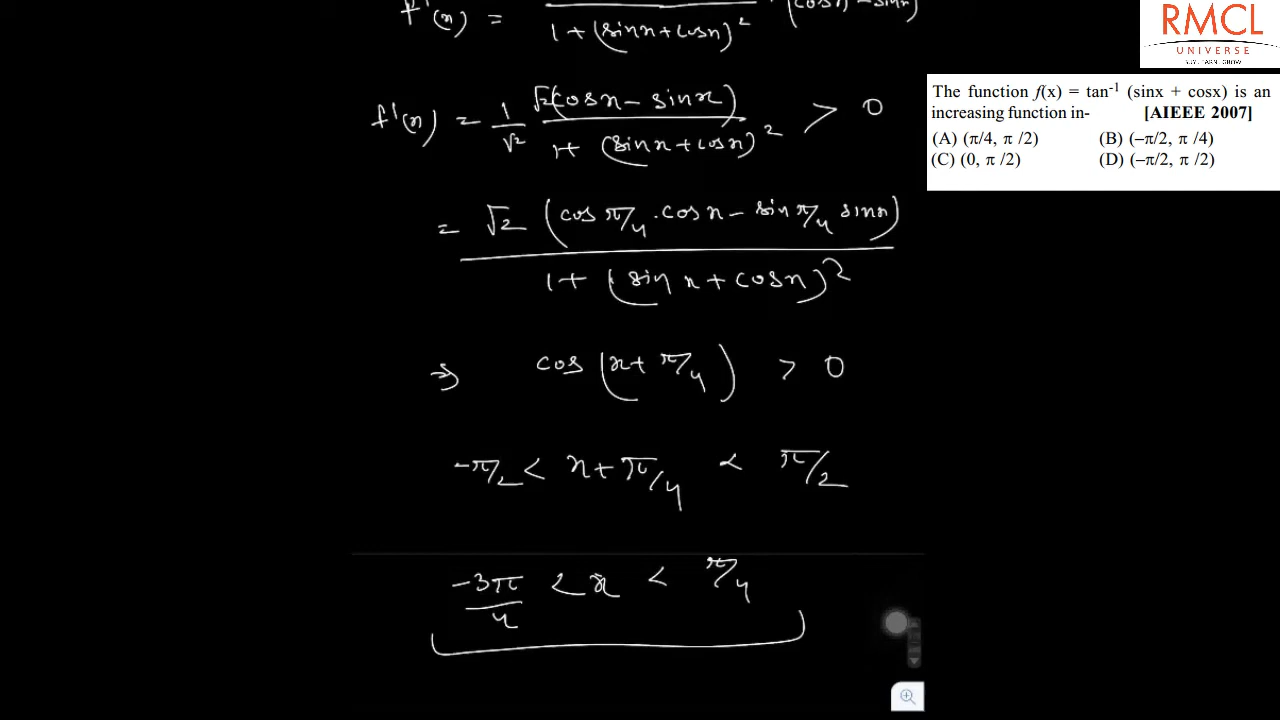 f'(x) = 1+(sinx+cosx)² · (cosx-sinx)
RMCL
UNIVERSE
f'(x) = 1/√2 √2(cosx - sinx) / 1+(sinx+cosx)² > 0
The function f(x) = tan⁻¹ (sinx + cosx) is an
increasing function in- [AIEEE 2007]
(A) (π/4, π /2) (B) (–π/2, π /4)
(C) (0, π /2) (D) (–π/2, π /2)
= √2 (cos π/4 · cosx - sin π/4 sinx) / 1+(sin x + cosx)²
⇒ cos (x + π/4) > 0
-π/2 < x + π/4 < π/2
-3π/4 < x < π/4